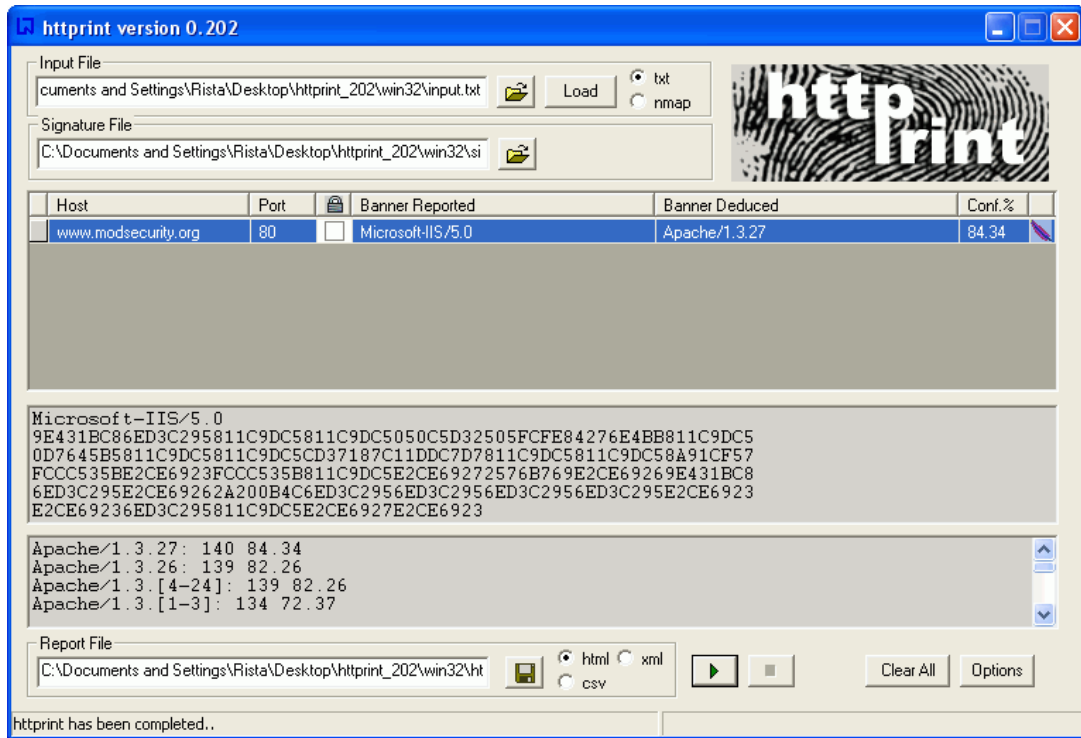 httprint version 0.202
Input File
cuments and Settings\Rista\Desktop\httprint_202\win32\input.txt
Load
txt
nmap
http
print
Signature File
C:\Documents and Settings\Rista\Desktop\httprint_202\win32\si
Host Port Banner Reported Banner Deduced Conf.%
www.modsecurity.org 80 Microsoft-IIS/5.0 Apache/1.3.27 84.34
Microsoft-IIS/5.0
9E431BC86ED3C295811C9DC5811C9DC5050C5D32505FCFE84276E4BB811C9DC5
0D7645B5811C9DC5811C9DC5CD37187C11DDC7D7811C9DC5811C9DC58A91CF57
FCCC535BE2CE6923FCCC535B811C9DC5E2CE69272576B769E2CE69269E431BC8
6ED3C295E2CE69262A200B4C6ED3C2956ED3C2956ED3C2956ED3C295E2CE6923
E2CE69236ED3C295811C9DC5E2CE6927E2CE6923
Apache/1.3.27: 140 84.34
Apache/1.3.26: 139 82.26
Apache/1.3.[4-24]: 139 82.26
Apache/1.3.[1-3]: 134 72.37
Report File
C:\Documents and Settings\Rista\Desktop\httprint_202\win32\ht
html xml
csv
Clear All Options
httprint has been completed..